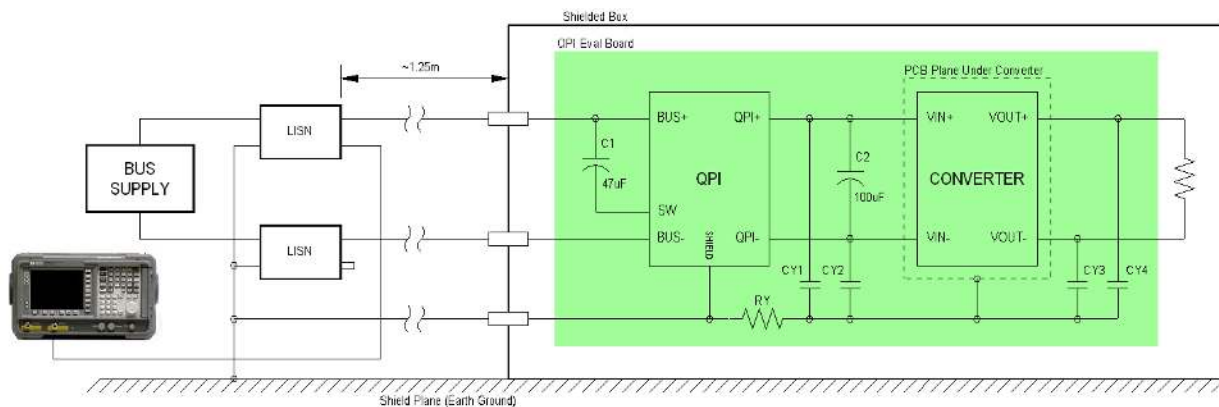 Shielded Box
QPI Eval Board
~1.25m
PCB Plane Under Converter
LISN
BUS+
QPI+
VIN+
VOUT+
C1
C2
BUS
SUPPLY
QPI
CONVERTER
47uF
100uF
SW
LISN
BUS-
SHIELD
QPI-
VIN-
VOUT-
CY1
CY2
CY3
CY4
RY
Shield Plane (Earth Ground)